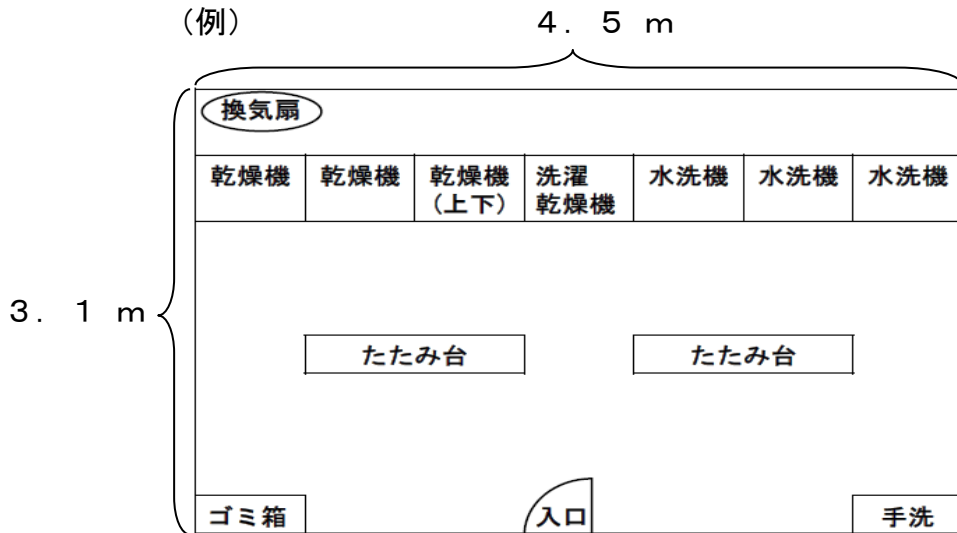 （例）
４．５ｍ
換気扇
乾燥機
乾燥機
乾燥機
（上下）
洗濯
乾燥機
水洗機
水洗機
水洗機
３．１ｍ
たたみ台
たたみ台
ゴミ箱
入口
手洗